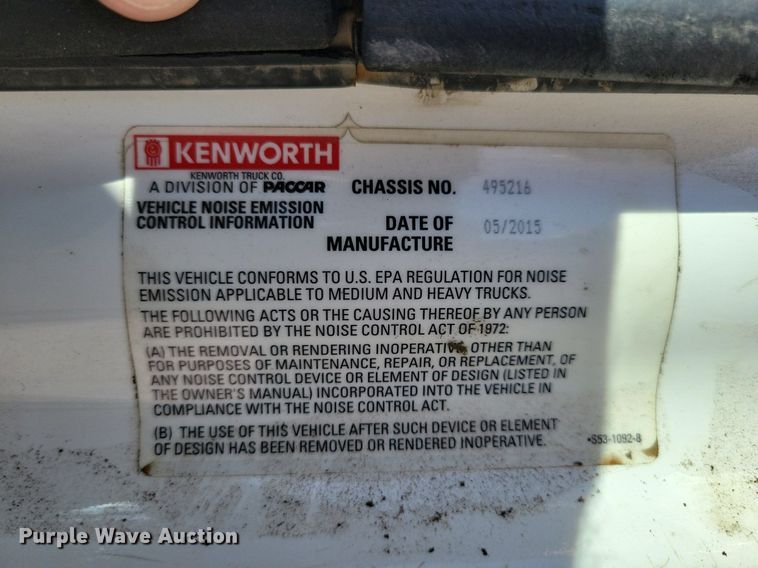 KENWORTH
KENWORTH TRUCK CO.
A DIVISION OF PACCAR
CHASSIS NO. 495216
VEHICLE NOISE EMISSION
CONTROL INFORMATION
DATE OF
MANUFACTURE
05/2015
THIS VEHICLE CONFORMS TO U.S. EPA REGULATION FOR NOISE
EMISSION APPLICABLE TO MEDIUM AND HEAVY TRUCKS.
THE FOLLOWING ACTS OR THE CAUSING THEREOF BY ANY PERSON
ARE PROHIBITED BY THE NOISE CONTROL ACT OF 1972:
(A) THE REMOVAL OR RENDERING INOPERATIVE, OTHER THAN
FOR PURPOSES OF MAINTENANCE, REPAIR, OR REPLACEMENT, OF
ANY NOISE CONTROL DEVICE OR ELEMENT OF DESIGN (LISTED IN
THE OWNER'S MANUAL) INCORPORATED INTO THE VEHICLE IN
COMPLIANCE WITH THE NOISE CONTROL ACT.
(B) THE USE OF THIS VEHICLE AFTER SUCH DEVICE OR ELEMENT
OF DESIGN HAS BEEN REMOVED OR RENDERED INOPERATIVE.
•S53-1092-8
Purple Wave Auction®